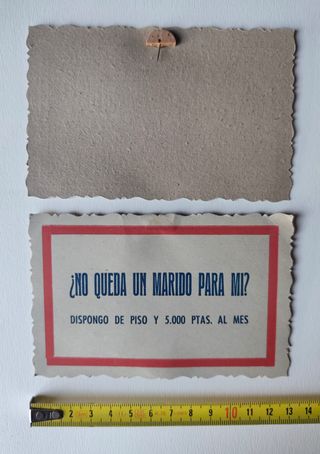 ¿NO QUEDA UN MARIDO PARA MI?
DISPONGO DE PISO Y 5.000 PTAS. AL MES
2 3 4 5 6 7 8 9 10 11 12 13 14